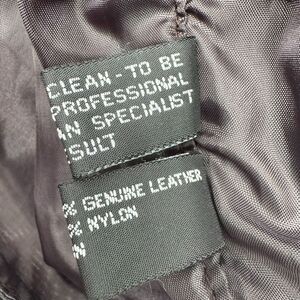 CLEAN - TO BE
PROFESSIONAL
AN SPECIALIST
SULT
% GENUINE LEATHER
% NYLON
N